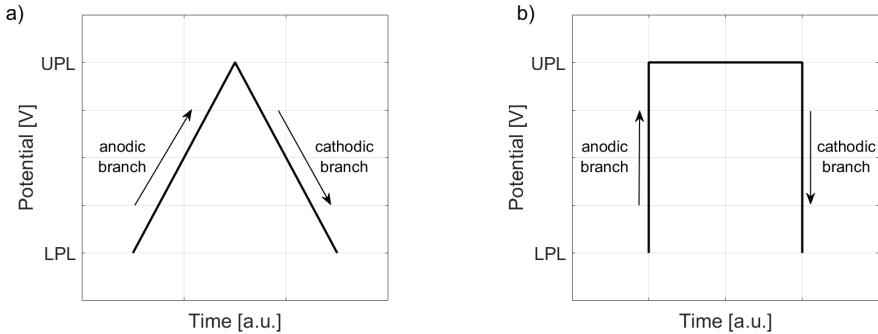 a)
UPL
LPL
Potential [V]
anodic
branch
cathodic
branch
Time [a.u.]
b)
UPL
LPL
Potential [V]
anodic
branch
cathodic
branch
Time [a.u.]